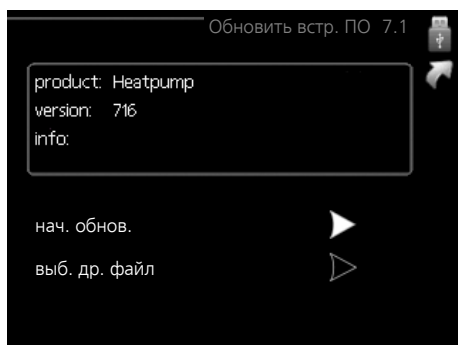 Обновить встр. ПО 7.1
product: Heatpump
version: 716
info:
нач. обнов.
выб. др. файл